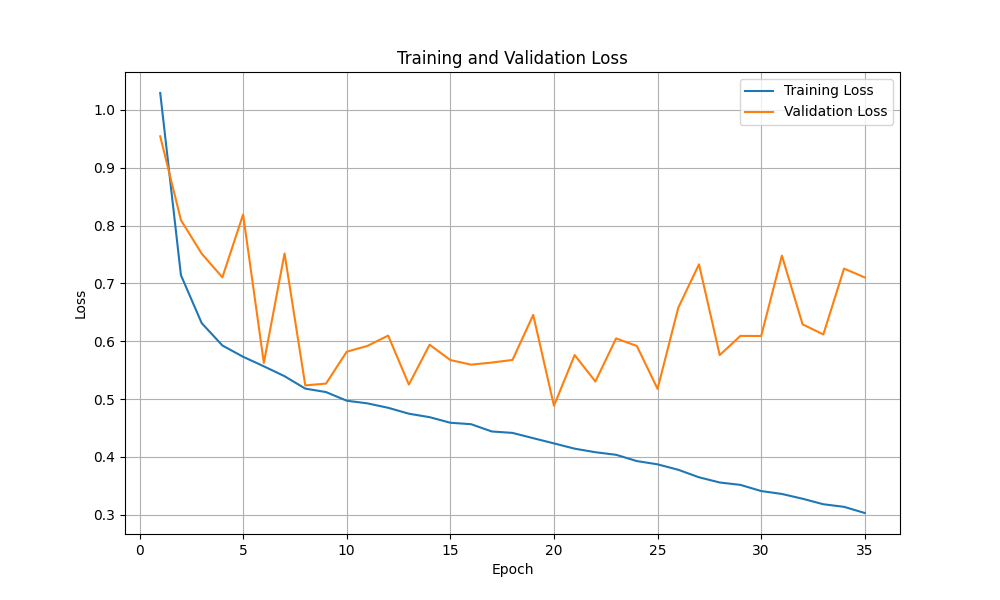 Training and Validation Loss
Training Loss
Validation Loss
Loss
1.0
0.9
0.8
0.7
0.6
0.5
0.4
0.3
0 5 10 15 20 25 30 35
Epoch